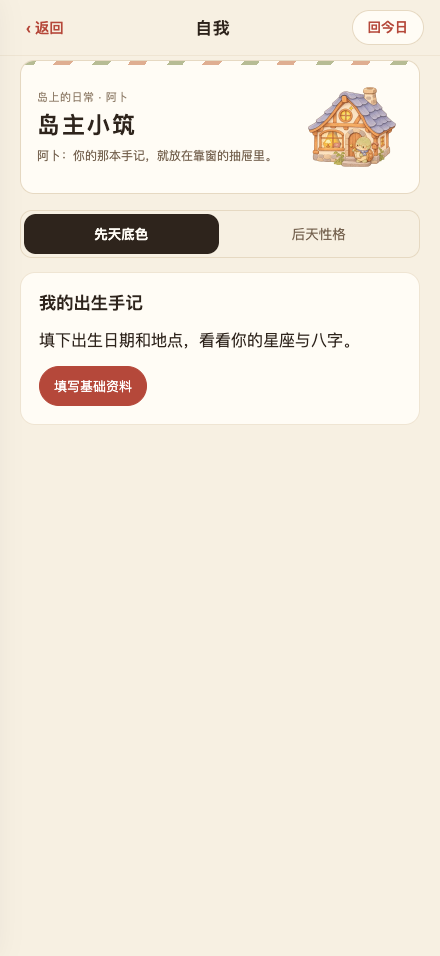 ‹ 返回
自我
回今日
岛上的日常 · 阿卜
岛主小筑
阿卜：你的那本手记，就放在靠窗的抽屉里。
先天底色
后天性格
我的出生手记
填下出生日期和地点，看看你的星座与八字。
填写基础资料